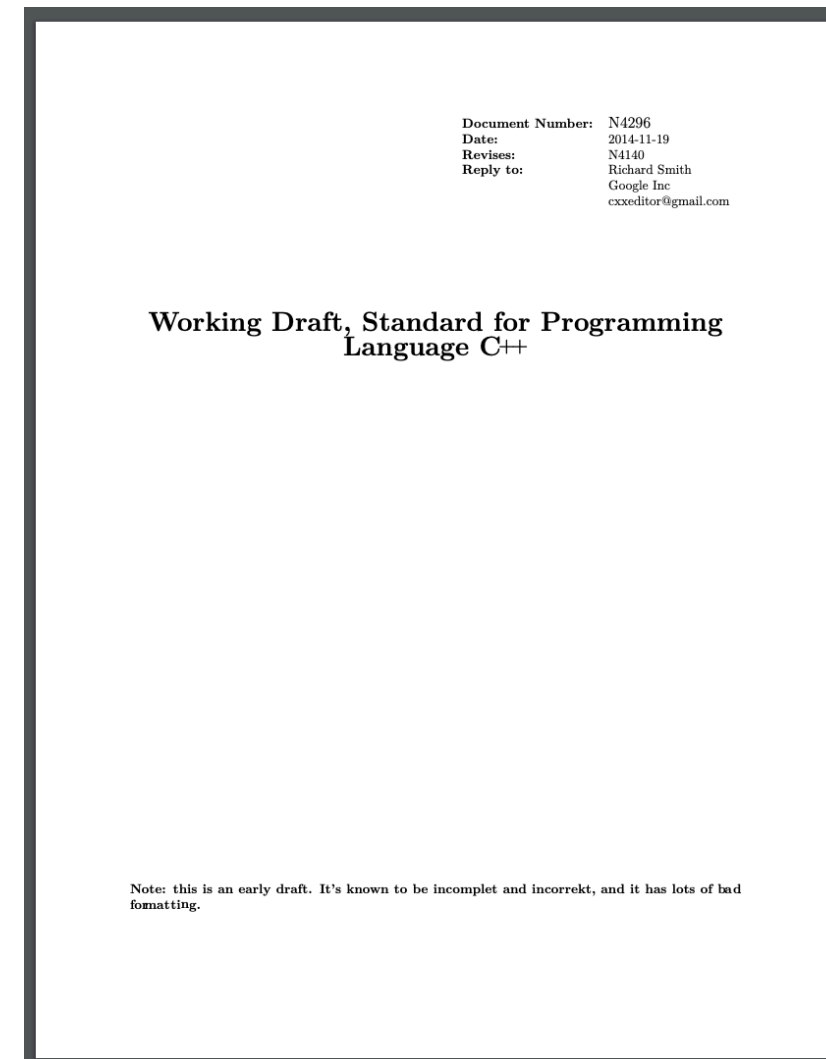 Document Number: N4296
Date: 2014-11-19
Revises: N4140
Reply to: Richard Smith
Google Inc
cxxeditor@gmail.com
Working Draft, Standard for Programming
Language C++
Note: this is an early draft. It's known to be incomplet and incorrekt, and it has lots of bad
formatting.